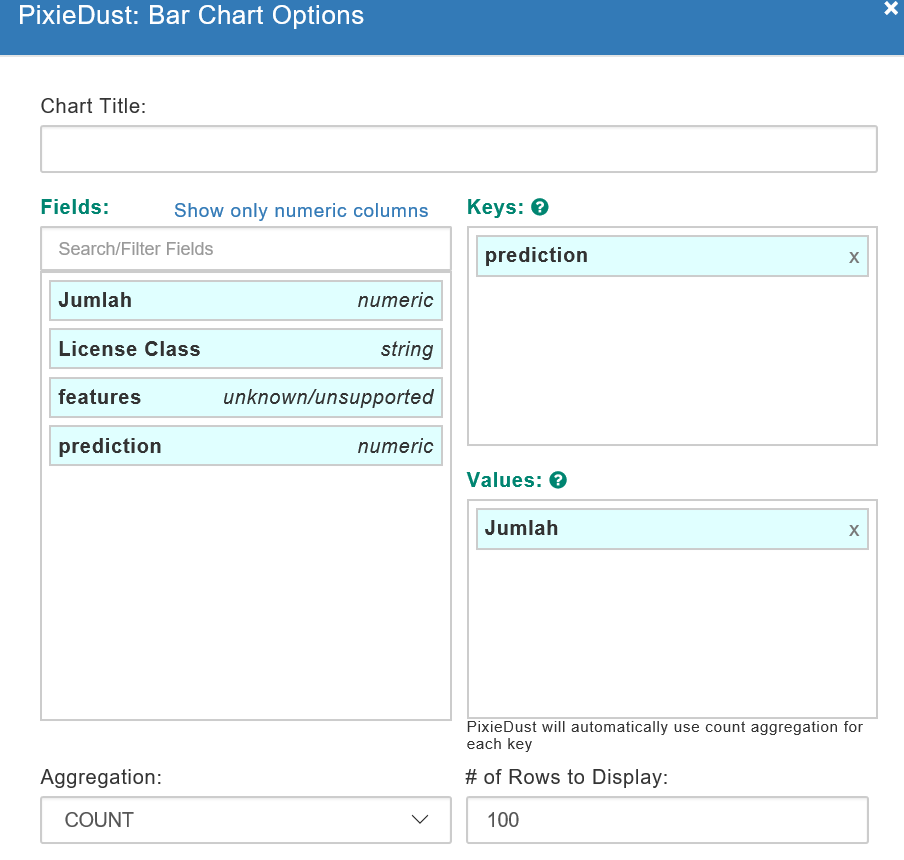 PixieDust: Bar Chart Options
×
Chart Title:
Fields:
Show only numeric columns
Search/Filter Fields
Jumlah numeric
License Class string
features unknown/unsupported
prediction numeric
Keys: ?
prediction x
Values: ?
Jumlah x
PixieDust will automatically use count aggregation for
each key
Aggregation:
COUNT
# of Rows to Display:
100